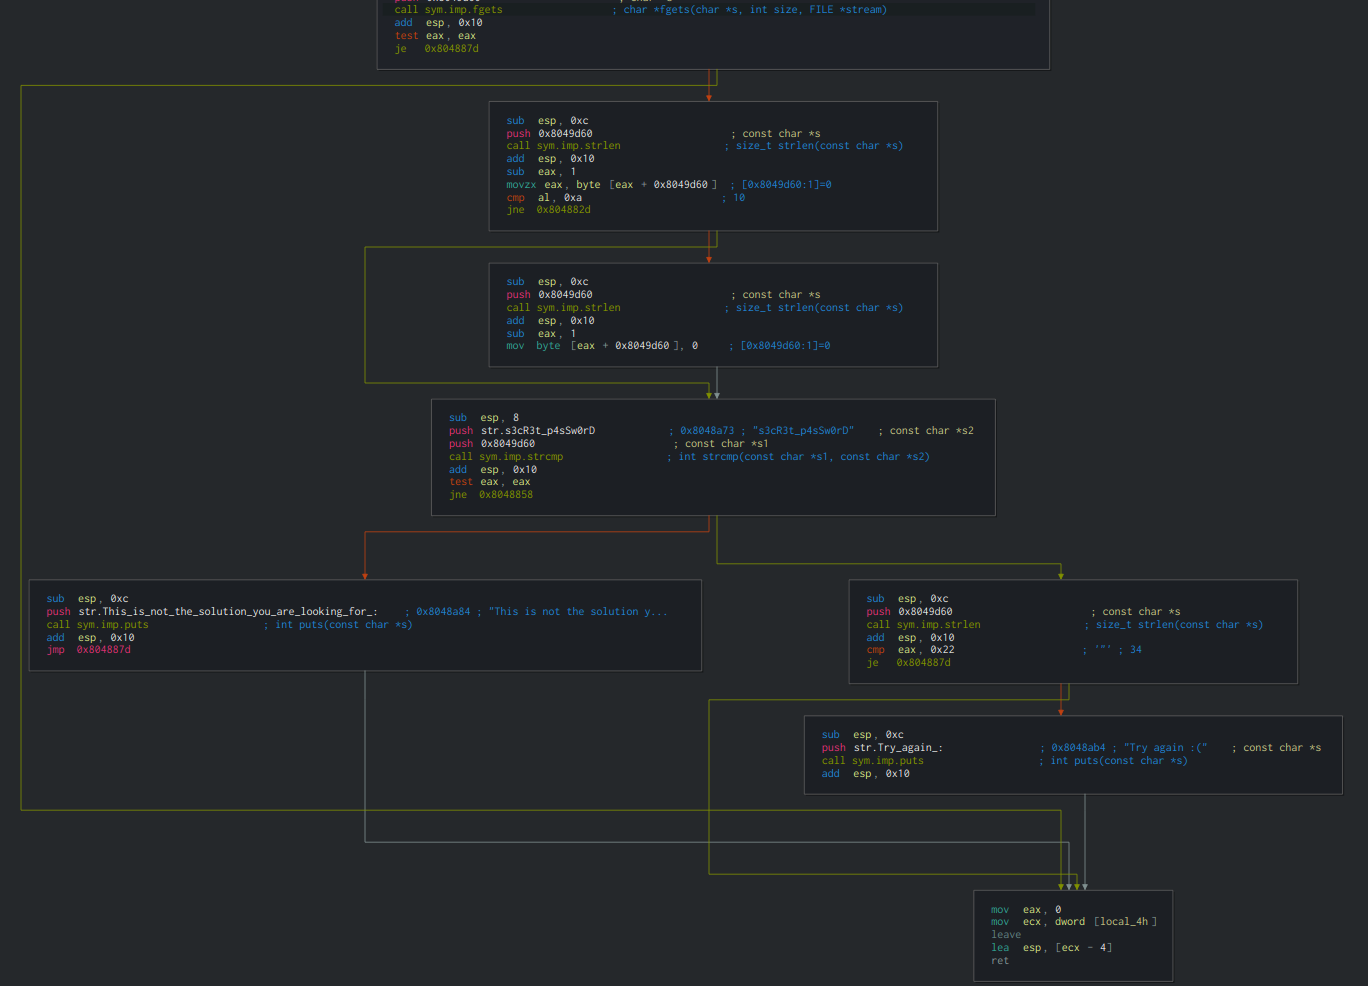 call sym.imp.fgets ; char *fgets(char *s, int size, FILE *stream)
add esp, 0x10
test eax, eax
je 0x804887d
sub esp, 0xc
push 0x8049d60 ; const char *s
call sym.imp.strlen ; size_t strlen(const char *s)
add esp, 0x10
sub eax, 1
movzx eax, byte [eax + 0x8049d60] ; [0x8049d60:1]=0
cmp al, 0xa ; 10
jne 0x804882d
sub esp, 0xc
push 0x8049d60 ; const char *s
call sym.imp.strlen ; size_t strlen(const char *s)
add esp, 0x10
sub eax, 1
mov byte [eax + 0x8049d60], 0 ; [0x8049d60:1]=0
sub esp, 8
push str.s3cR3t_p4sSw0rD ; 0x8048a73 ; "s3cR3t_p4sSw0rD" ; const char *s2
push 0x8049d60 ; const char *s1
call sym.imp.strcmp ; int strcmp(const char *s1, const char *s2)
add esp, 0x10
test eax, eax
jne 0x8048858
sub esp, 0xc
push str.This_is_not_the_solution_you_are_looking_for_: ; 0x8048a84 ; "This is not the solution y...
call sym.imp.puts ; int puts(const char *s)
add esp, 0x10
jmp 0x804887d
sub esp, 0xc
push 0x8049d60 ; const char *s
call sym.imp.strlen ; size_t strlen(const char *s)
add esp, 0x10
cmp eax, 0x22 ; '"' ; 34
je 0x804887d
sub esp, 0xc
push str.Try_again_: ; 0x8048ab4 ; "Try again :(" ; const char *s
call sym.imp.puts ; int puts(const char *s)
add esp, 0x10
mov eax, 0
mov ecx, dword [local_4h]
leave
lea esp, [ecx - 4]
ret